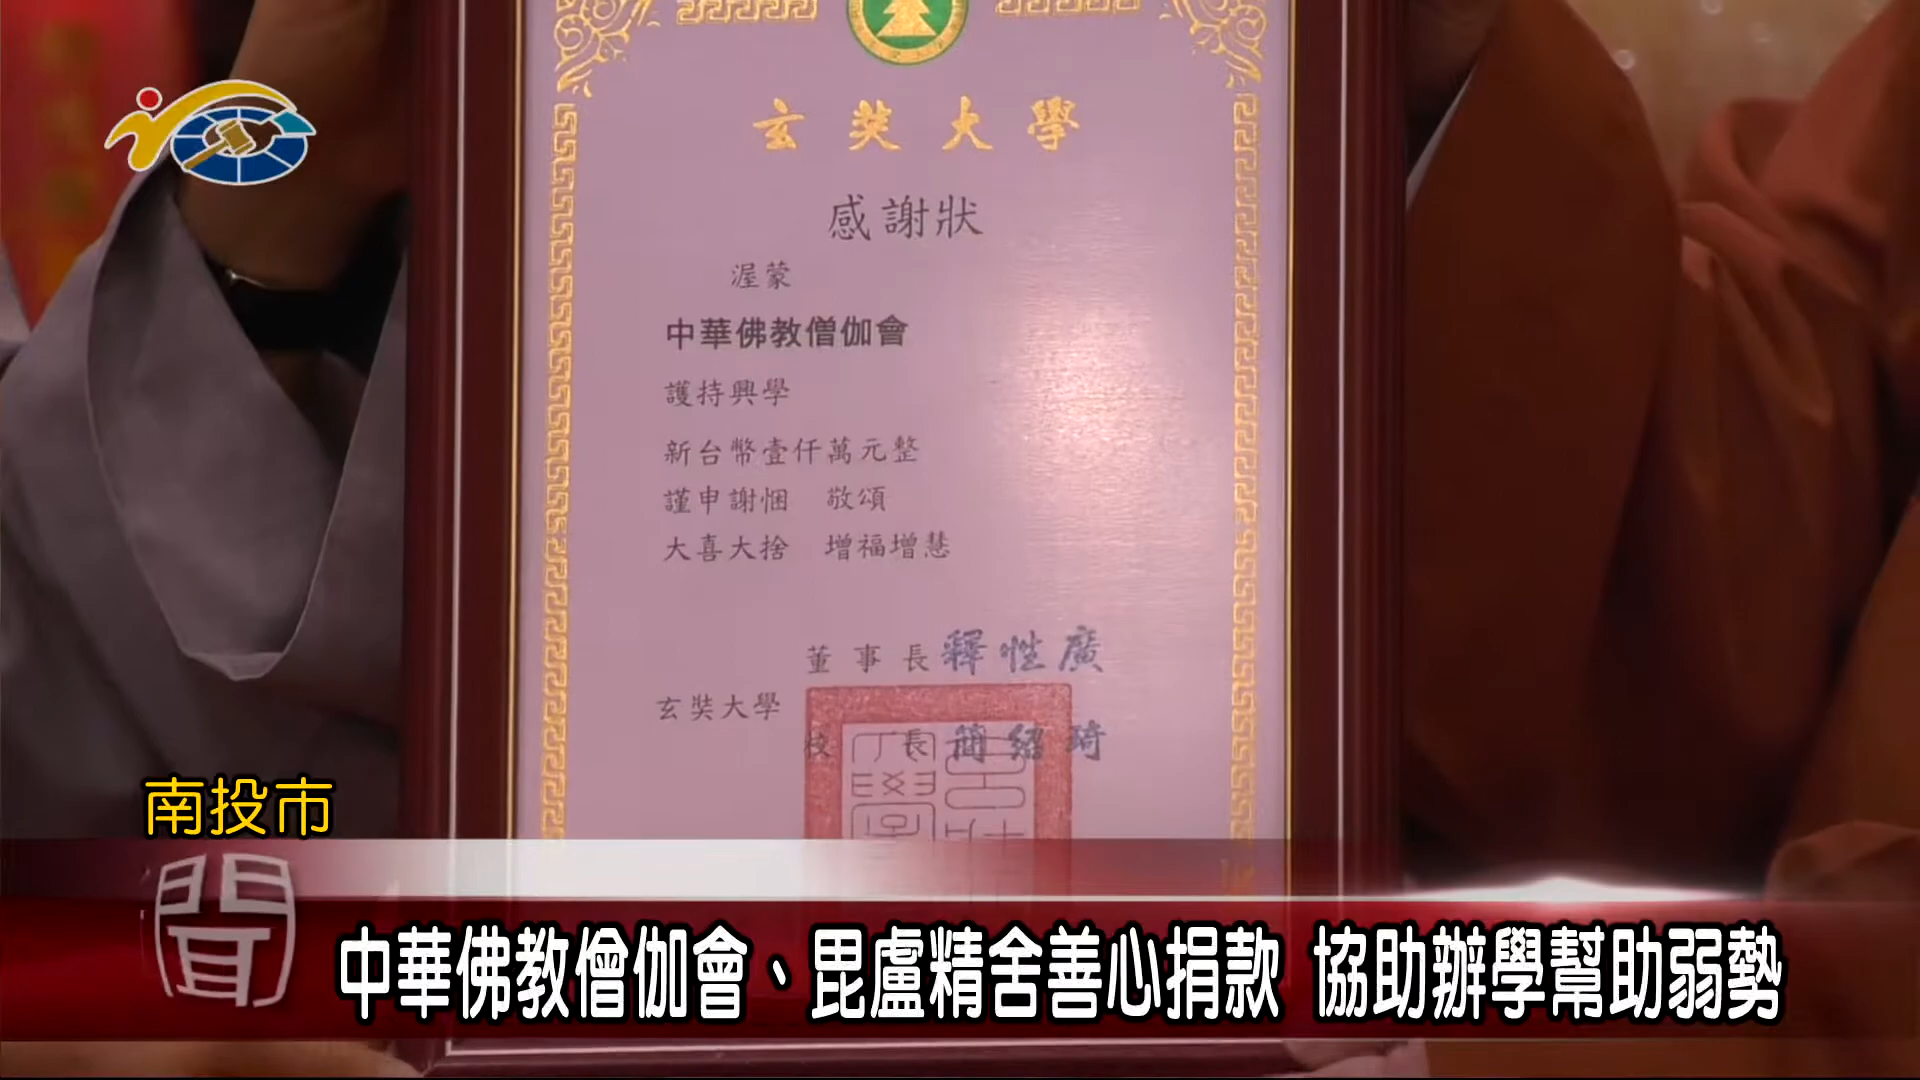 玄奘大學
感謝狀
渥蒙
中華佛教僧伽會
護持興學
新台幣壹仟萬元整
謹申謝悃 敬頌
大喜大捨 增福增慧
董事長釋性廣
玄奘大學
校長簡紹琦
南投市
聞
中華佛教僧伽會、毘盧精舍善心捐款 協助辦學幫助弱勢